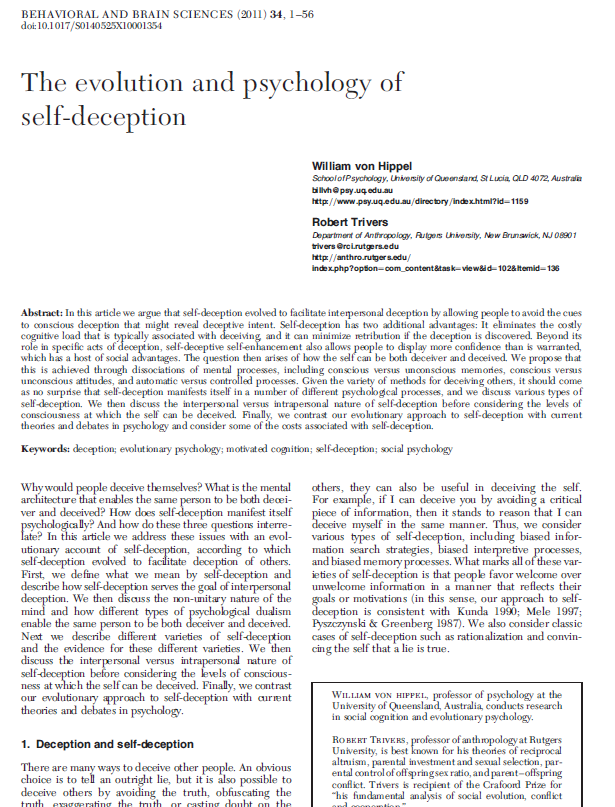 BEHAVIORAL AND BRAIN SCIENCES (2011) 34, 1–56
doi:10.1017/S0140525X10001354
The evolution and psychology of
self-deception
William von Hippel
School of Psychology, University of Queensland, St Lucia, QLD 4072, Australia
billvh@psy.uq.edu.au
http://www.psy.uq.edu.au/directory/index.html?id=1159
Robert Trivers
Department of Anthropology, Rutgers University, New Brunswick, NJ 08901
trivers@rci.rutgers.edu
http://anthro.rutgers.edu/
index.php?option=com_content&task=view&id=102&Itemid=136
Abstract: In this article we argue that self-deception evolved to facilitate interpersonal deception by allowing people to avoid the cues
to conscious deception that might reveal deceptive intent. Self-deception has two additional advantages: It eliminates the costly
cognitive load that is typically associated with deceiving, and it can minimize retribution if the deception is discovered. Beyond its
role in specific acts of deception, self-deceptive self-enhancement also allows people to display more confidence than is warranted,
which has a host of social advantages. The question then arises of how the self can be both deceiver and deceived. We propose that
this is achieved through dissociations of mental processes, including conscious versus unconscious memories, conscious versus
unconscious attitudes, and automatic versus controlled processes. Given the variety of methods for deceiving others, it should come
as no surprise that self-deception manifests itself in a number of different psychological processes, and we discuss various types of
self-deception. We then discuss the interpersonal versus intrapersonal nature of self-deception before considering the levels of
consciousness at which the self can be deceived. Finally, we contrast our evolutionary approach to self-deception with current
theories and debates in psychology and consider some of the costs associated with self-deception.
Keywords: deception; evolutionary psychology; motivated cognition; self-deception; social psychology
Why would people deceive themselves? What is the mental
architecture that enables the same person to be both decei-
ver and deceived? How does self-deception manifest itself
psychologically? And how do these three questions interre-
late? In this article we address these issues with an evol-
utionary account of self-deception, according to which
self-deception evolved to facilitate deception of others.
First, we define what we mean by self-deception and
describe how self-deception serves the goal of interpersonal
deception. We then discuss the non-unitary nature of the
mind and how different types of psychological dualism
enable the same person to be both deceiver and deceived.
Next we describe different varieties of self-deception
and the evidence for these different varieties. We then
discuss the interpersonal versus intrapersonal nature of
self-deception before considering the levels of conscious-
ness at which the self can be deceived. Finally, we contrast
our evolutionary approach to self-deception with current
theories and debates in psychology.
1. Deception and self-deception
There are many ways to deceive other people. An obvious
choice is to tell an outright lie, but it is also possible to
deceive others by avoiding the truth, obfuscating the
truth, exaggerating the truth, or casting doubt on the
others, they can also be useful in deceiving the self.
For example, if I can deceive you by avoiding a critical
piece of information, then it stands to reason that I can
deceive myself in the same manner. Thus, we consider
various types of self-deception, including biased infor-
mation search strategies, biased interpretive processes,
and biased memory processes. What marks all of these var-
ieties of self-deception is that people favor welcome over
unwelcome information in a manner that reflects their
goals or motivations (in this sense, our approach to self-
deception is consistent with Kunda 1990; Mele 1997;
Pyszczynski & Greenberg 1987). We also consider classic
cases of self-deception such as rationalization and convin-
cing the self that a lie is true.
WILLIAM VON HIPPEL, professor of psychology at the
University of Queensland, Australia, conducts research
in social cognition and evolutionary psychology.
ROBERT TRIVERS, professor of anthropology at Rutgers
University, is best known for his theories of reciprocal
altruism, parental investment and sexual selection, par-
ental control of offspring sex ratio, and parent–offspring
conflict. Trivers is recipient of the Crafoord Prize for
"his fundamental analysis of social evolution, conflict
and cooperation."